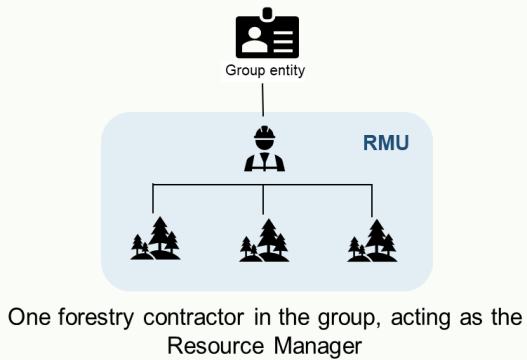 Group entity
RMU
One forestry contractor in the group, acting as the
Resource Manager